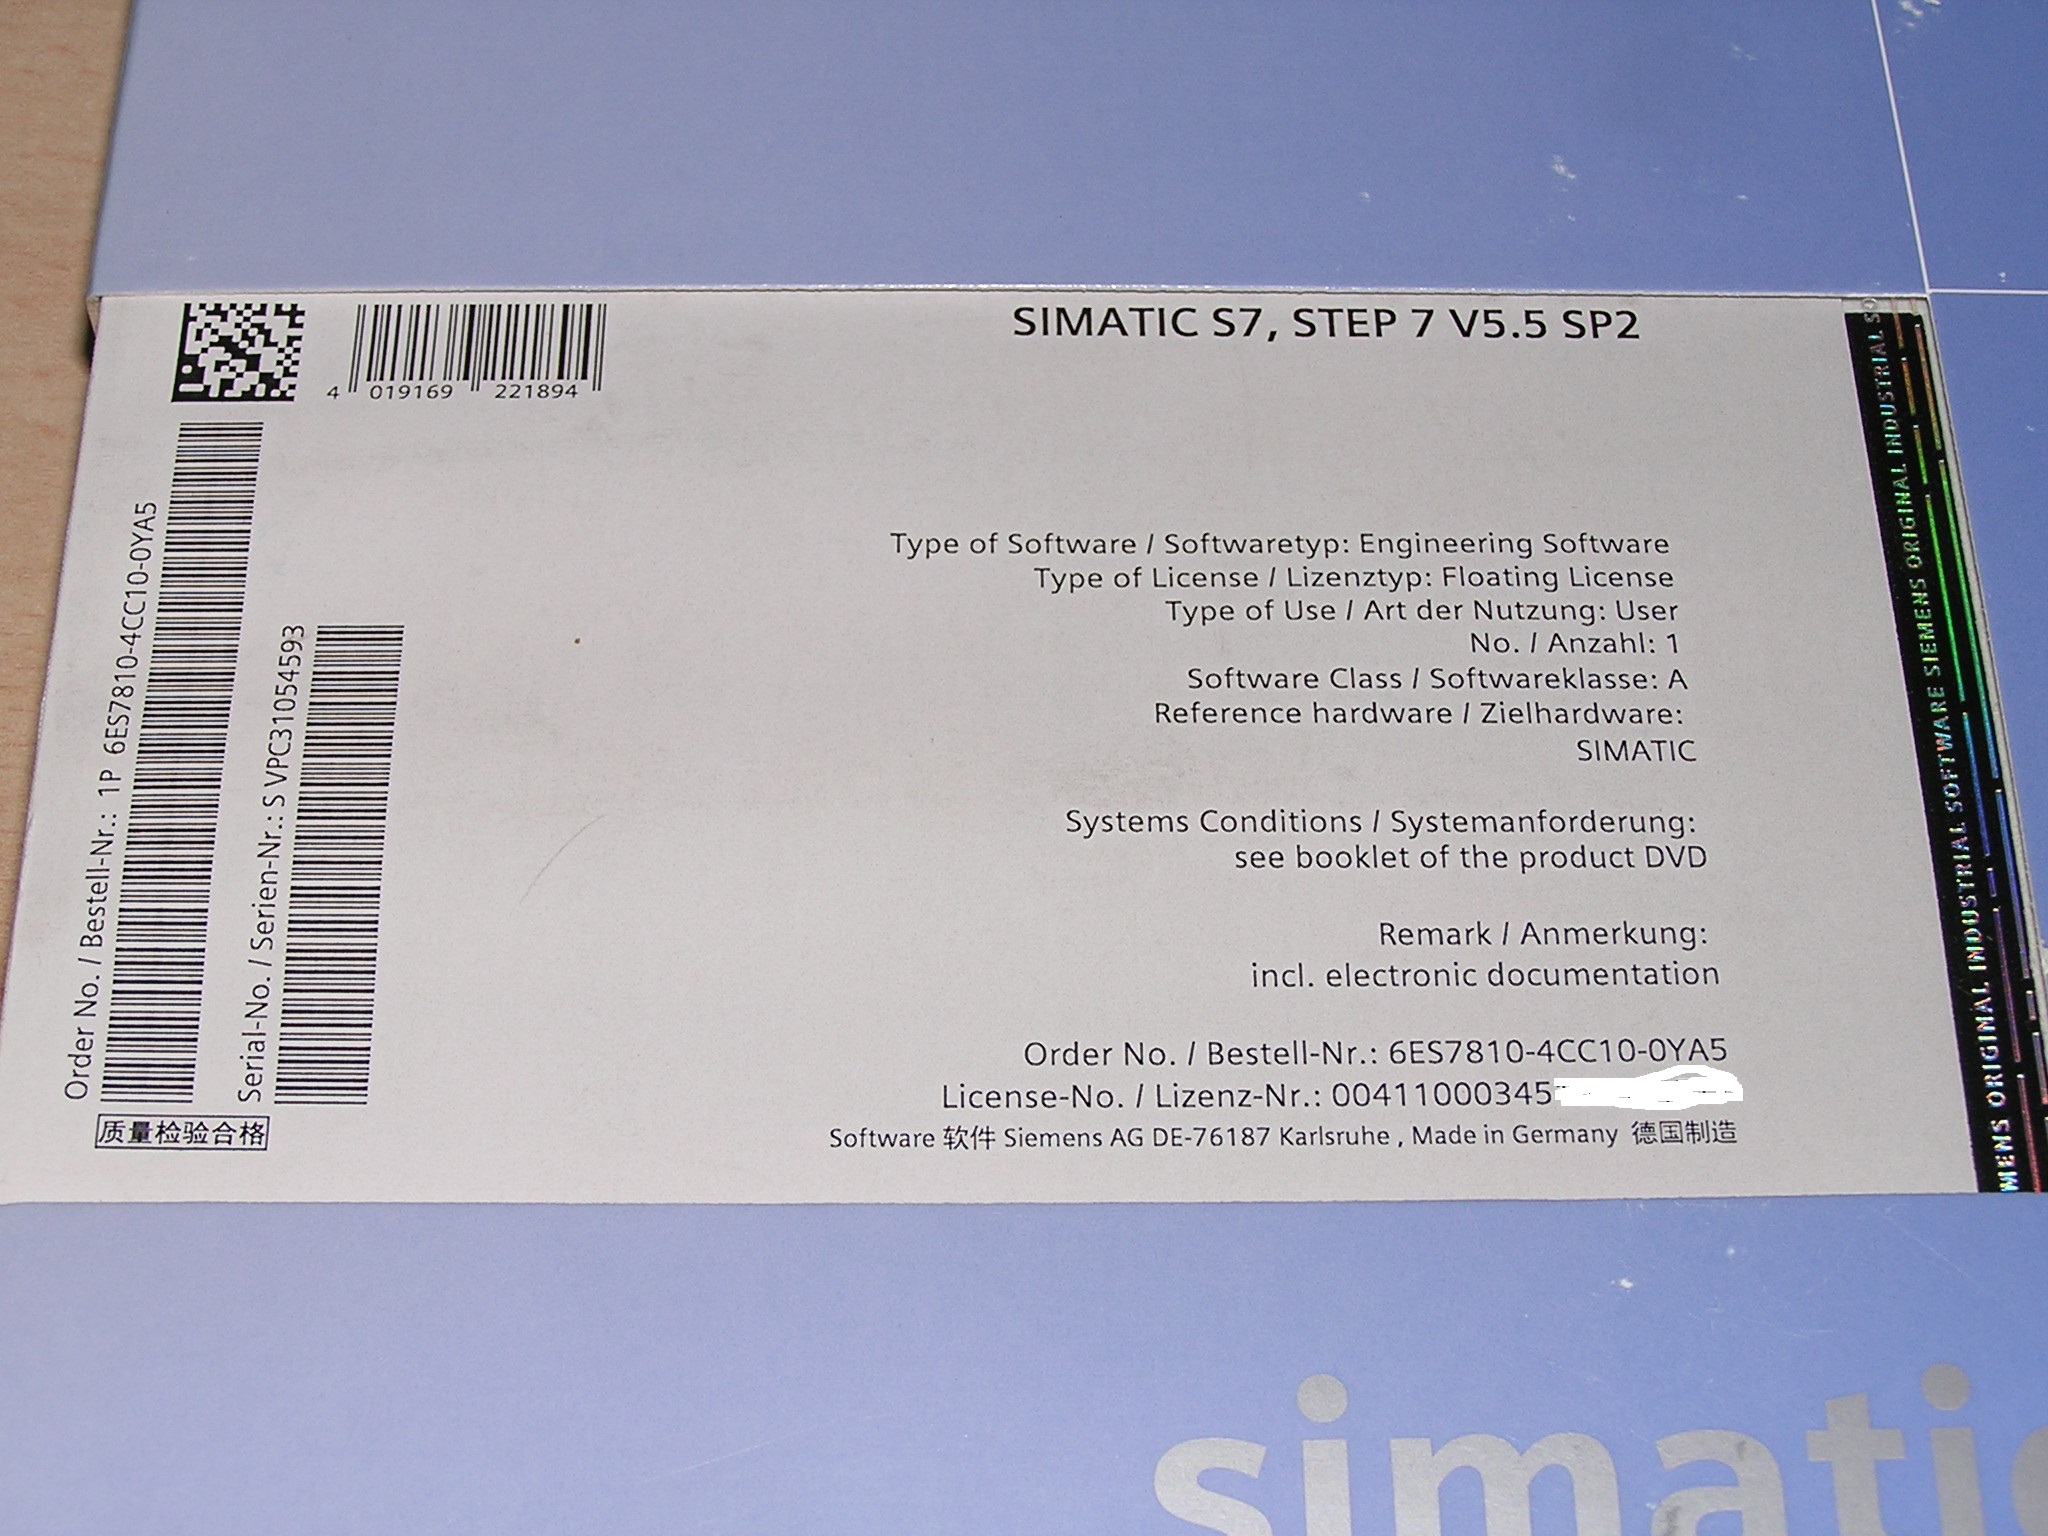 SIMATIC S7, STEP 7 V5.5 SP2
4 019169 221894
Order No. / Bestell-Nr.: 1P 6ES7810-4CC10-0YA5
Serial-No. / Serien-Nr.: S VPC31054593
质量检验合格
Type of Software / Softwaretyp: Engineering Software
Type of License / Lizenztyp: Floating License
Type of Use / Art der Nutzung: User
No. / Anzahl: 1
Software Class / Softwareklasse: A
Reference hardware / Zielhardware:
SIMATIC
Systems Conditions / Systemanforderung:
see booklet of the product DVD
Remark / Anmerkung:
incl. electronic documentation
Order No. / Bestell-Nr.: 6ES7810-4CC10-0YA5
License-No. / Lizenz-Nr.: 00411000345
Software 软件 Siemens AG DE-76187 Karlsruhe , Made in Germany 德国制造
MENS ORIGINAL INDUSTRIAL SOFTWARE SIEMENS ORIGINAL INDUSTRIAL SO
simatic